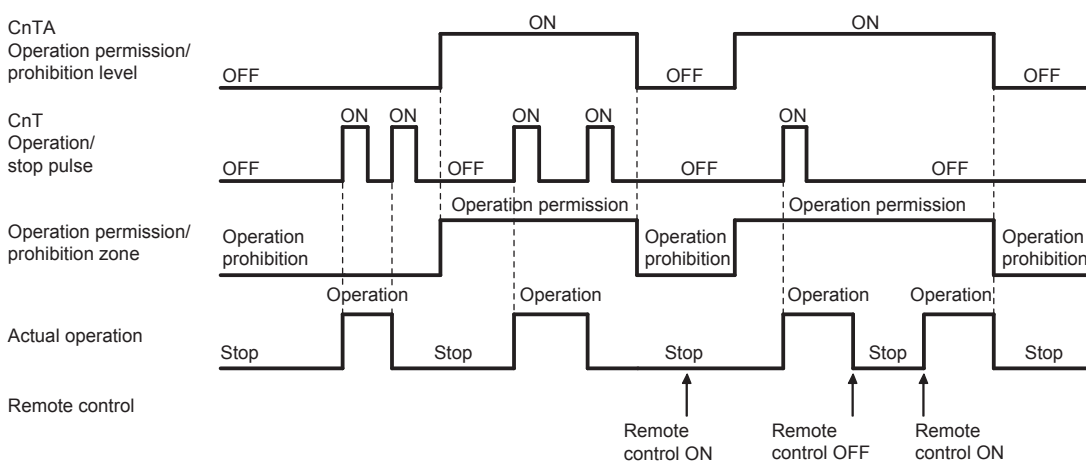 CnTA
Operation permission/
prohibition level
OFF
ON
OFF
ON
OFF
CnT
Operation/
stop pulse
OFF
ON ON
OFF
ON
ON
OFF
ON
OFF
Operation permission/
prohibition zone
Operation
prohibition
Operation permission
Operation
prohibition
Operation permission
Operation
prohibition
Actual operation
Stop
Operation
Stop
Operation
Stop
Operation
Stop
Operation
Stop
Remote control
Remote
control ON
Remote
control OFF
Remote
control ON